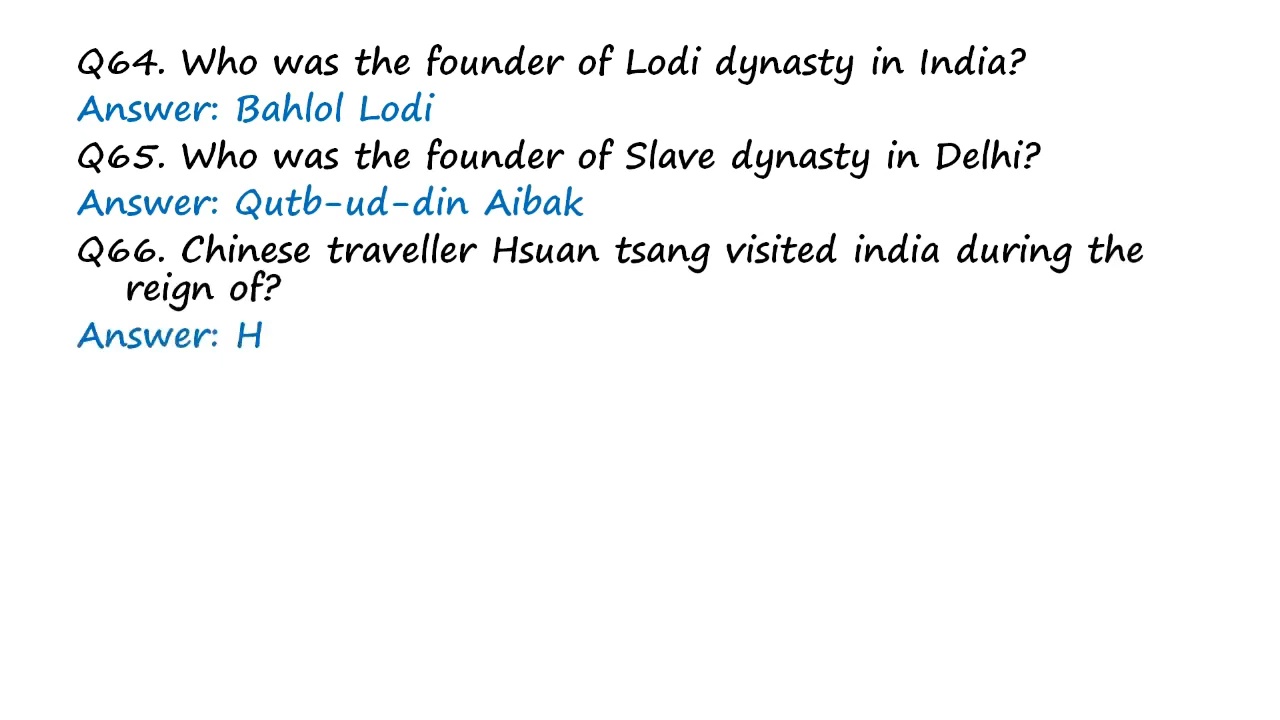 Q64. Who was the founder of Lodi dynasty in India?
Answer: Bahlol Lodi
Q65. Who was the founder of Slave dynasty in Delhi?
Answer: Qutb-ud-din Aibak
Q66. Chinese traveller Hsuan tsang visited india during the
reign of?
Answer: H